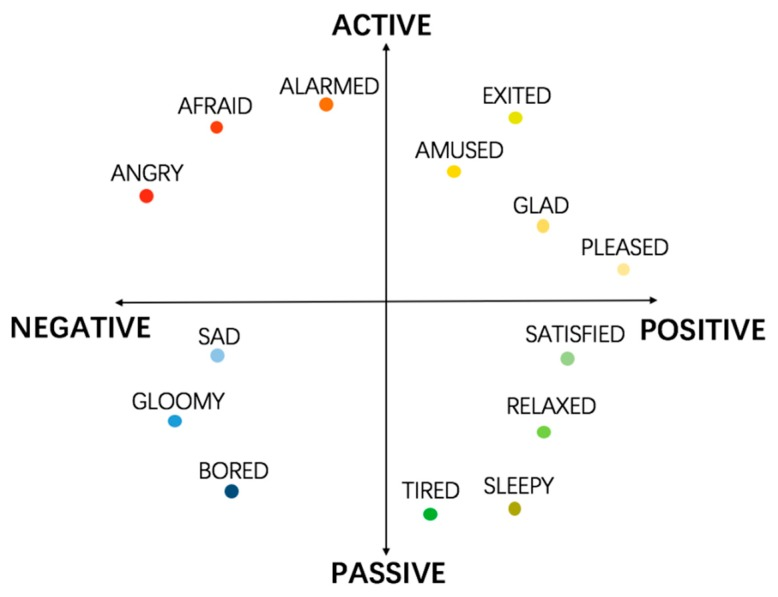 ACTIVE
ALARMED
EXITED
AFRAID
AMUSED
ANGRY
GLAD
PLEASED
NEGATIVE
POSITIVE
SAD
SATISFIED
GLOOMY
RELAXED
BORED
TIRED
SLEEPY
PASSIVE